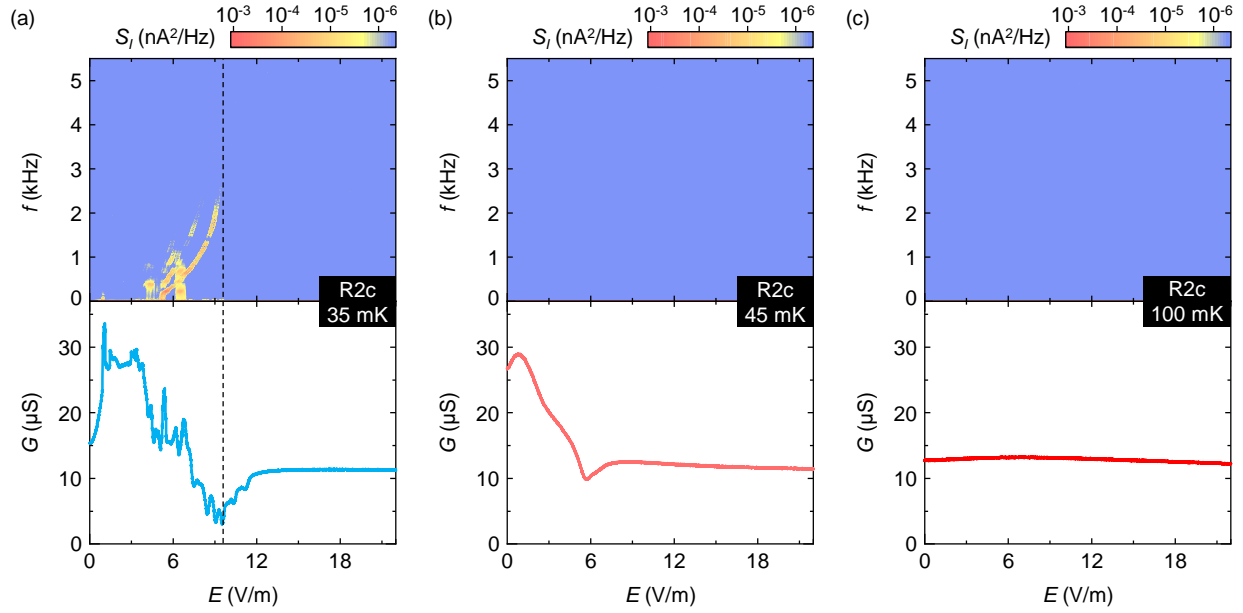 (a)
S_I (nA²/Hz)
10⁻³ 10⁻⁴ 10⁻⁵ 10⁻⁶
5
4
3
2
1
0
f (kHz)
R2c
35 mK
30
20
10
0
G (µS)
0 6 12 18
E (V/m)
(b)
S_I (nA²/Hz)
10⁻³ 10⁻⁴ 10⁻⁵ 10⁻⁶
5
4
3
2
1
0
f (kHz)
R2c
45 mK
30
20
10
0
G (µS)
0 6 12 18
E (V/m)
(c)
S_I (nA²/Hz)
10⁻³ 10⁻⁴ 10⁻⁵ 10⁻⁶
5
4
3
2
1
0
f (kHz)
R2c
100 mK
30
20
10
0
G (µS)
0 6 12 18
E (V/m)